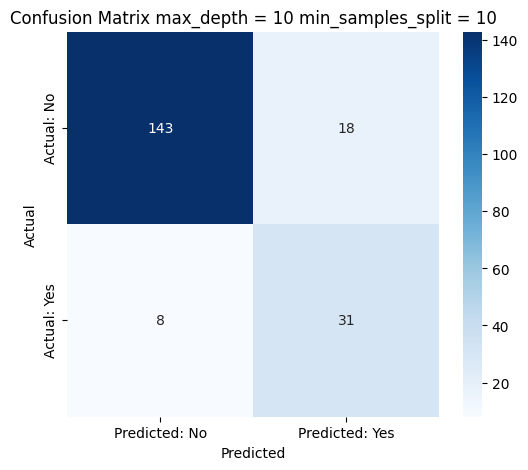 Confusion Matrix max_depth = 10 min_samples_split = 10
Actual
Actual: No
143
18
Actual: Yes
8
31
Predicted: No
Predicted: Yes
Predicted
140
120
100
80
60
40
20